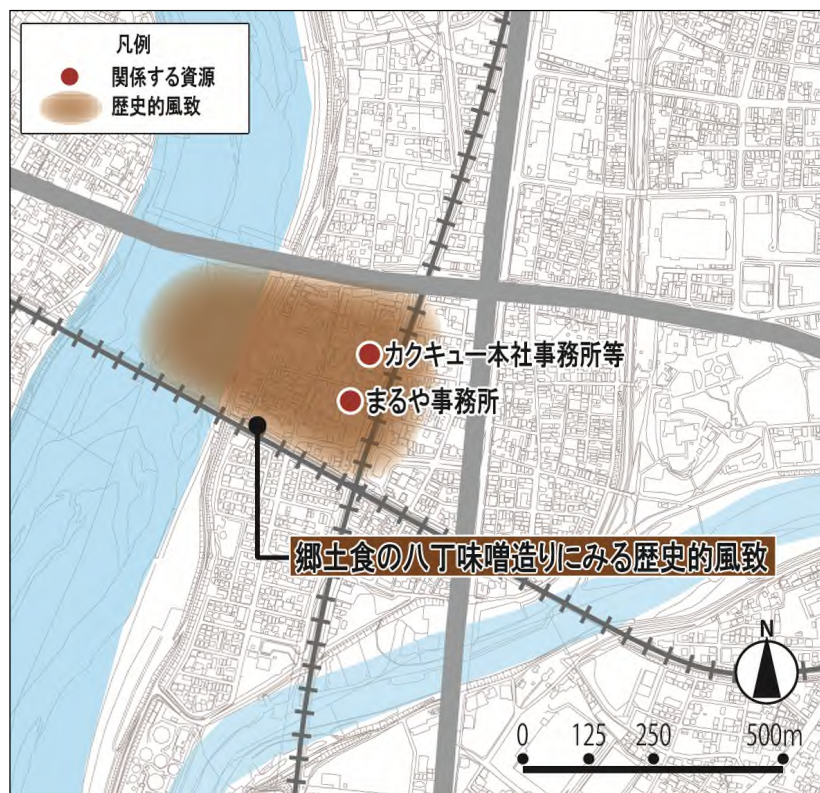 凡例
関係する資源
歴史的風致
カクキュー本社事務所等
まるや事務所
郷土食の八丁味噌造りにみる歴史的風致
N
0 125 250 500m